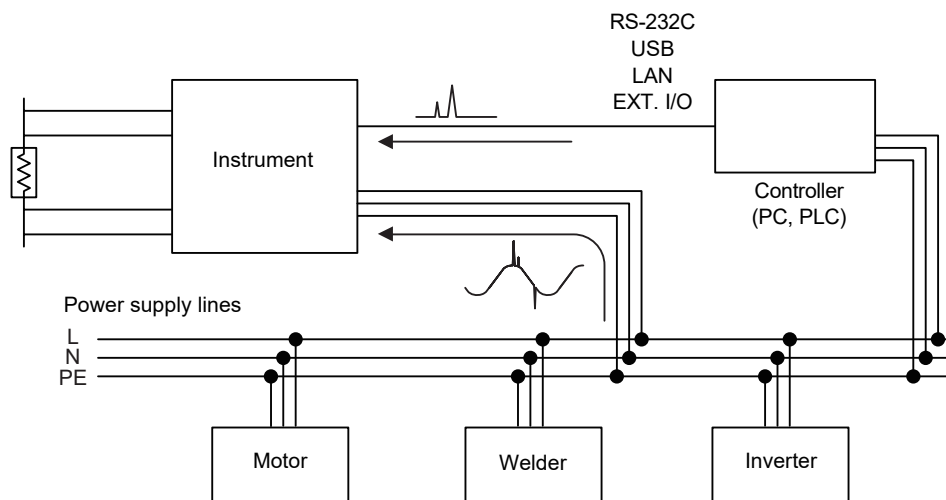 RS-232C
USB
LAN
EXT. I/O
Instrument
Controller
(PC, PLC)
Power supply lines
L
N
PE
Motor
Welder
Inverter